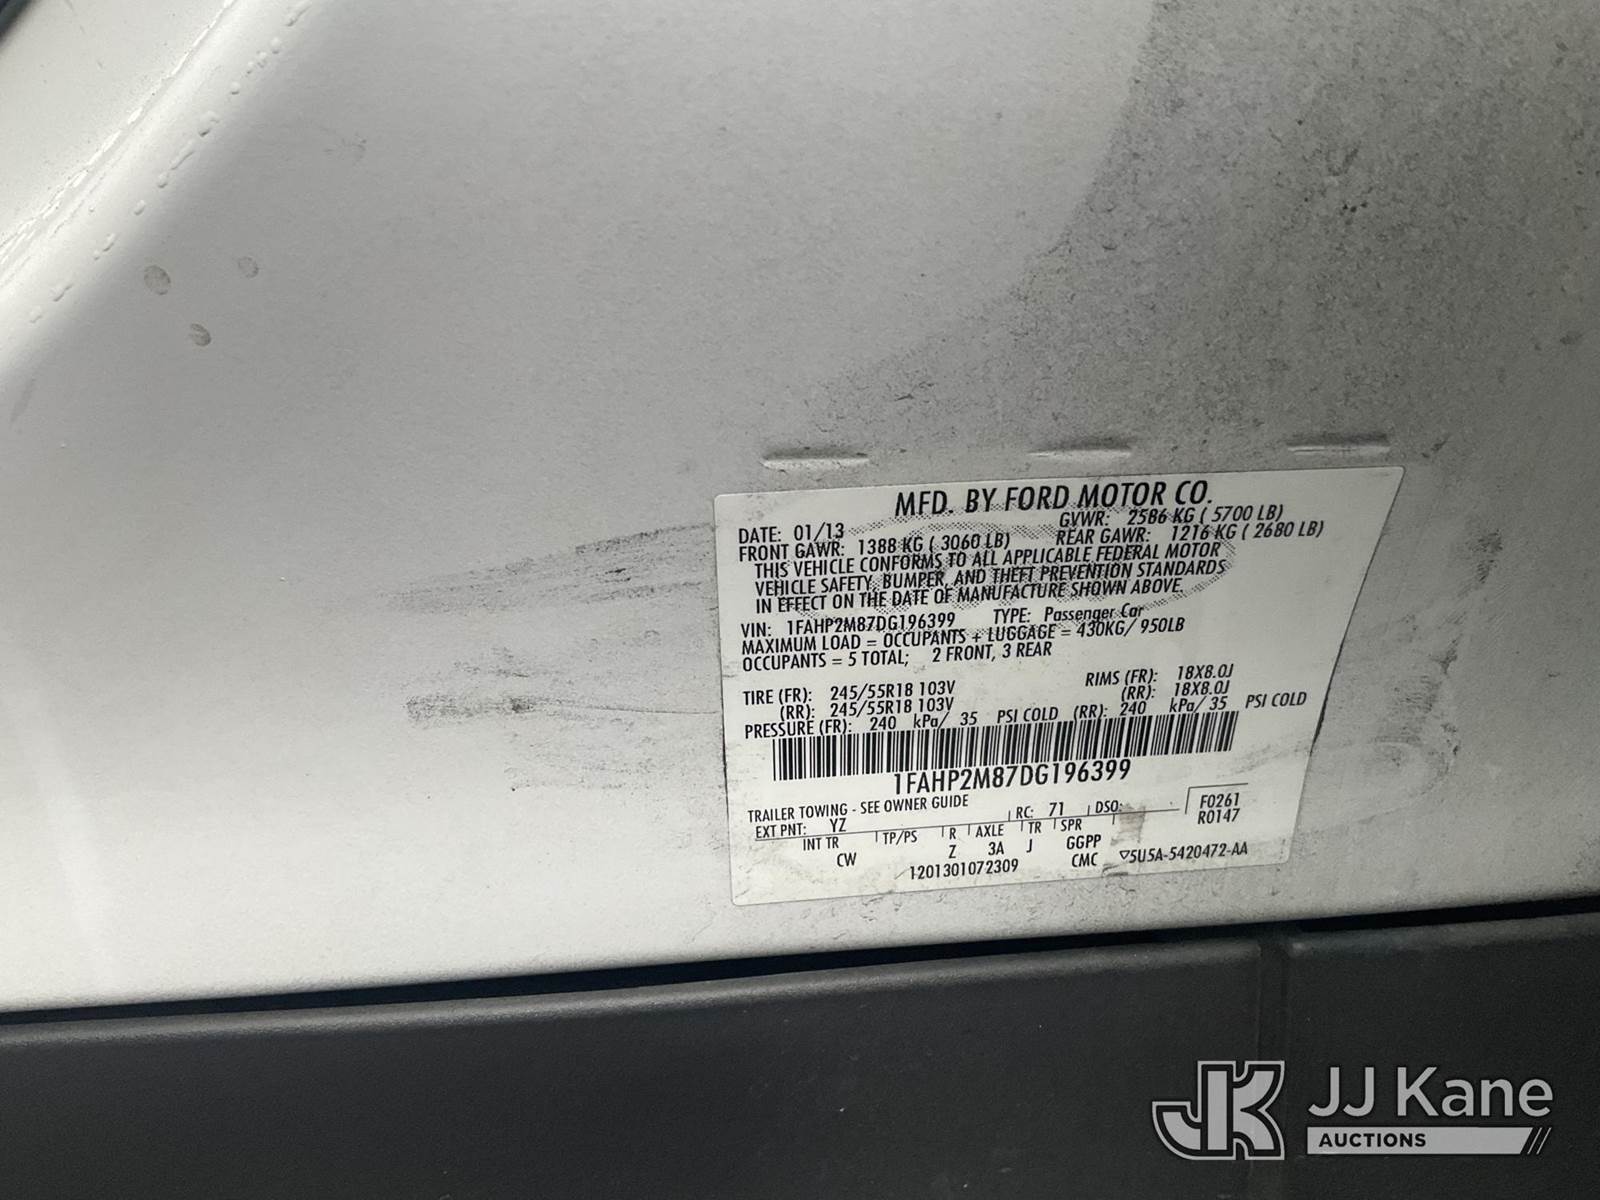 MFD. BY FORD MOTOR CO.
DATE: 01/13 GVWR: 2586 KG ( 5700 LB)
FRONT GAWR: 1388 KG ( 3060 LB) REAR GAWR: 1216 KG ( 2680 LB)
THIS VEHICLE CONFORMS TO ALL APPLICABLE FEDERAL MOTOR
VEHICLE SAFETY, BUMPER, AND THEFT PREVENTION STANDARDS
IN EFFECT ON THE DATE OF MANUFACTURE SHOWN ABOVE.
VIN: 1FAHP2M87DG196399 TYPE: Passenger Car
MAXIMUM LOAD = OCCUPANTS + LUGGAGE = 430KG/ 950LB
OCCUPANTS = 5 TOTAL; 2 FRONT, 3 REAR
TIRE (FR): 245/55R18 103V RIMS (FR): 18X8.0J
(RR): 245/55R18 103V (RR): 18X8.0J
PRESSURE (FR): 240 kPa/ 35 PSI COLD (RR): 240 kPa/ 35 PSI COLD
1FAHP2M87DG196399
TRAILER TOWING - SEE OWNER GUIDE
EXT PNT: YZ RC: 71 DSO: F0261
R0147
INT TR TP/PS R AXLE TR SPR
CW Z 3A J GGPP
1201301072309 CMC ▽5U5A-5420472-AA
JK JJ Kane
AUCTIONS